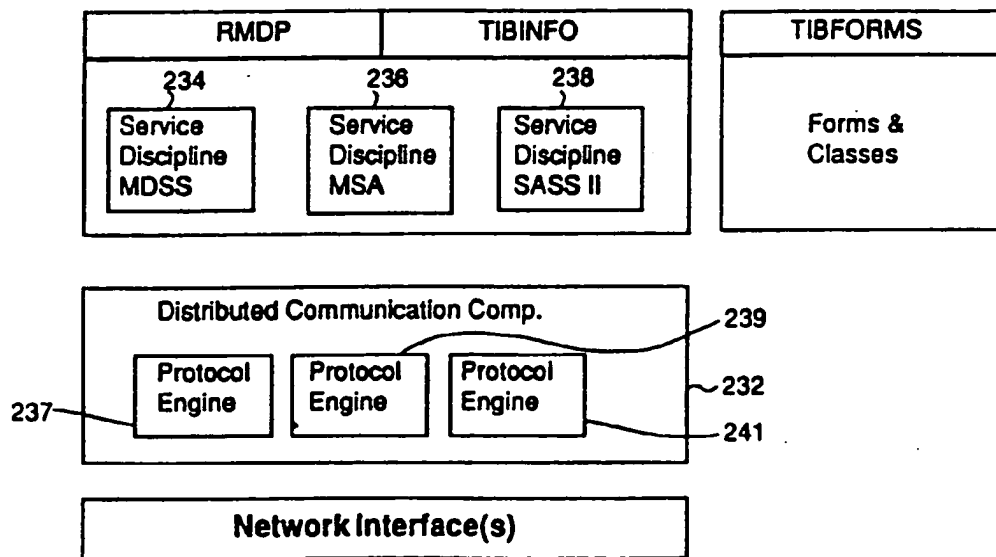 RMDP TIBINFO TIBFORMS
234 236 238
Service Discipline MDSS
Service Discipline MSA
Service Discipline SASS II
Forms & Classes
Distributed Communication Comp.
239
Protocol Engine
Protocol Engine
Protocol Engine
232
237
241
Network Interface(s)